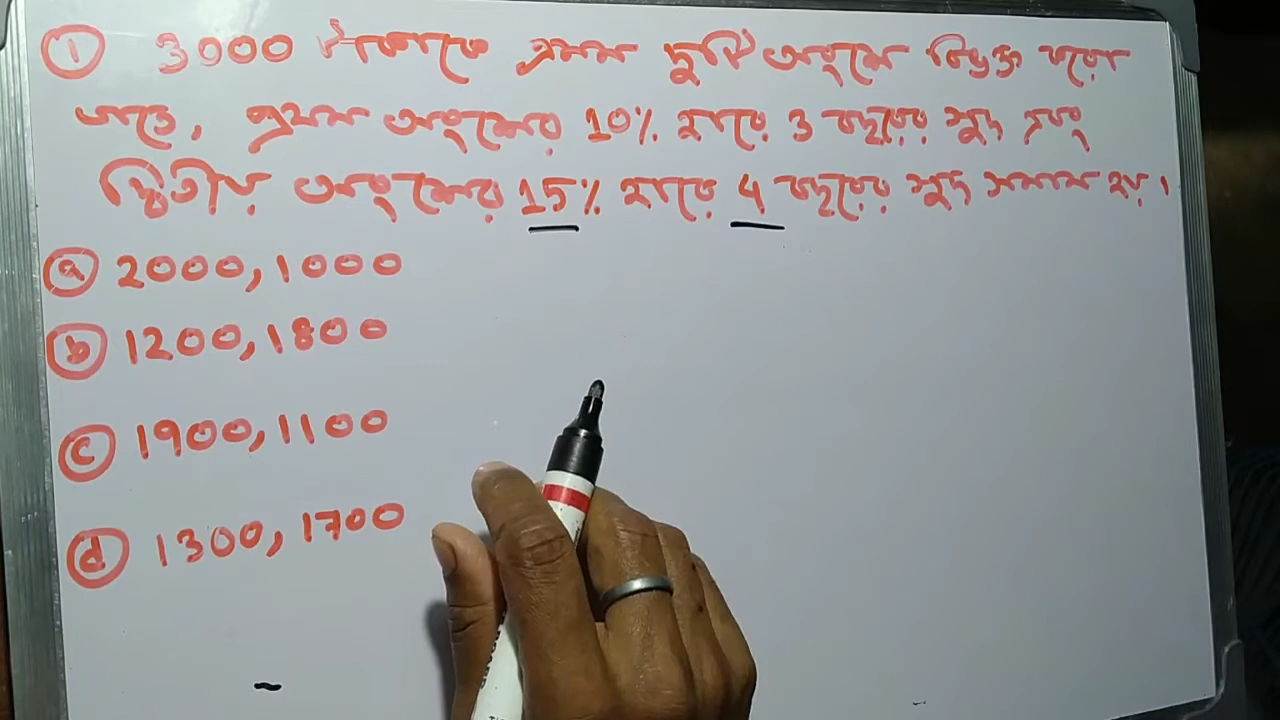 ① 3000 টাকাকে এমন দুটি অংশে বিভক্ত করো
যাতে, প্রথম অংশের 10% হারে 3 বছরের সুদ এবং
দ্বিতীয় অংশের 15% হারে 4 বছরের সুদ সমান হয়।
ⓐ 2000, 1000
ⓑ 1200, 1800
ⓒ 1900, 1100
ⓓ 1300, 1700